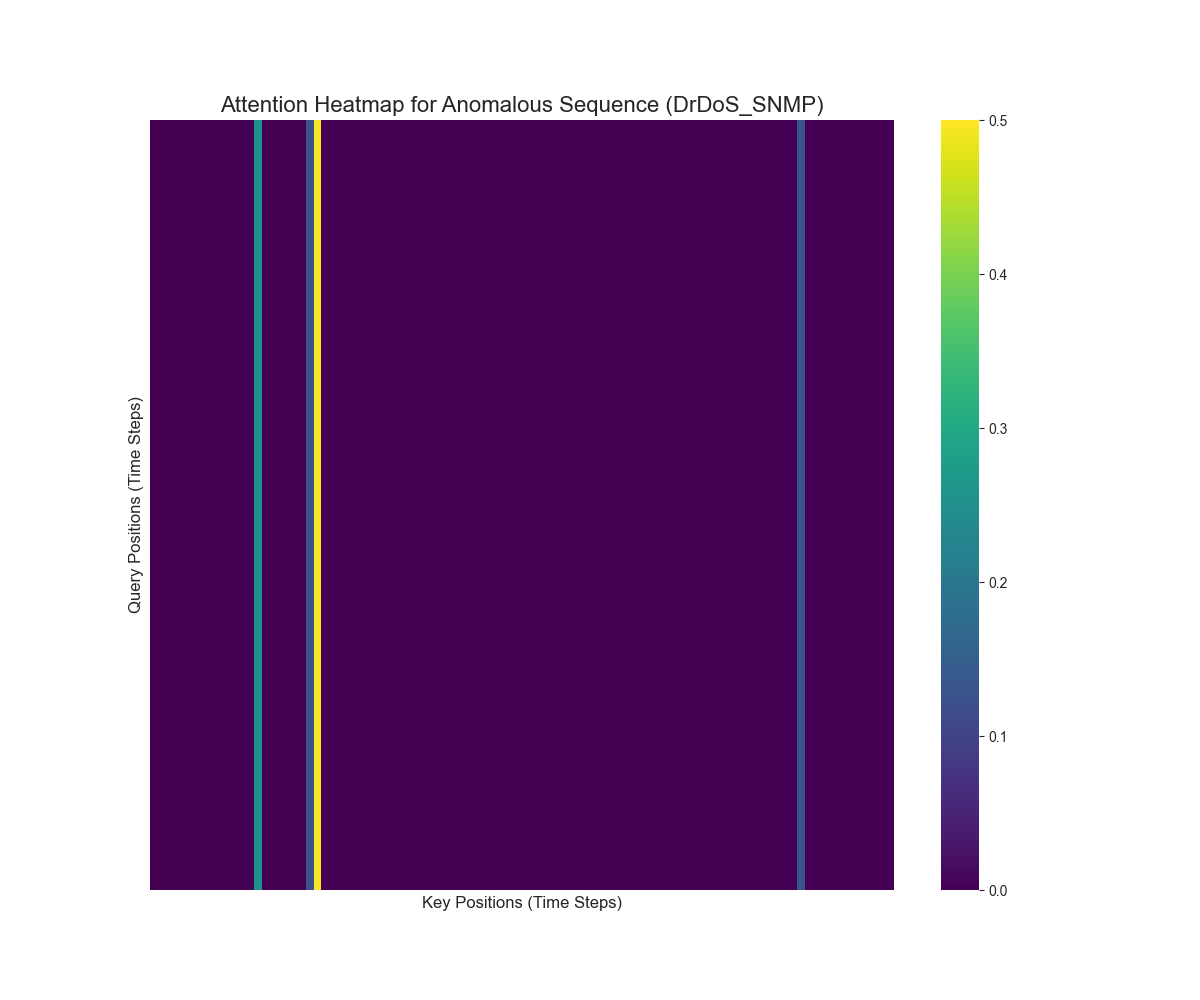 Attention Heatmap for Anomalous Sequence (DrDoS_SNMP)
Query Positions (Time Steps)
Key Positions (Time Steps)
0.5
0.4
0.3
0.2
0.1
0.0